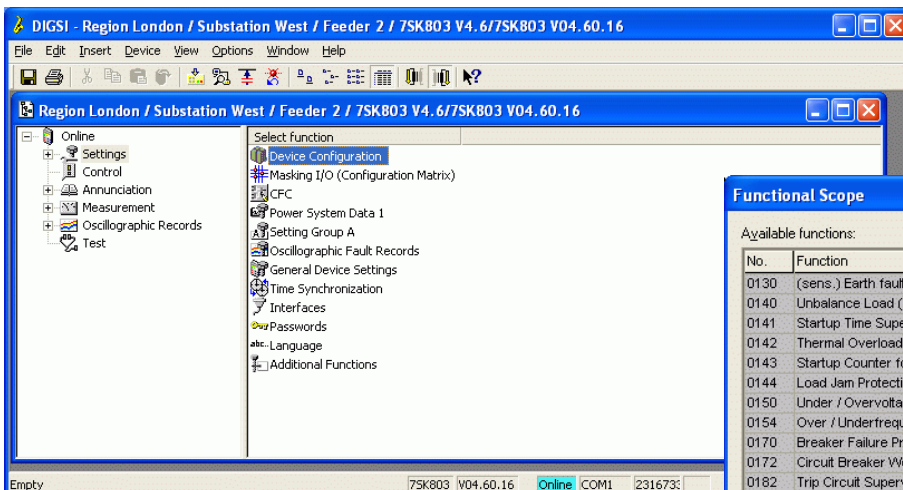 DIGSI - Region London / Substation West / Feeder 2 / 7SK803 V4.6/7SK803 V04.60.16
File Edit Insert Device View Options Window Help
Region London / Substation West / Feeder 2 / 7SK803 V4.6/7SK803 V04.60.16
Online
Settings
Control
Annunciation
Measurement
Oscillographic Records
Test
Select function
Device Configuration
Masking I/O (Configuration Matrix)
CFC
Power System Data 1
Setting Group A
Oscillographic Fault Records
General Device Settings
Time Synchronization
Interfaces
Passwords
abc.. Language
Additional Functions
Functional Scope
Available functions:
No. Function
0130 (sens.) Earth fault
0140 Unbalance Load (
0141 Startup Time Supe
0142 Thermal Overload
0143 Startup Counter fo
0144 Load Jam Protecti
0150 Under / Overvolta
0154 Over / Underfrequ
0170 Breaker Failure Pr
0172 Circuit Breaker We
0182 Trip Circuit Superv
Empty 7SK803 V04.60.16 Online COM1